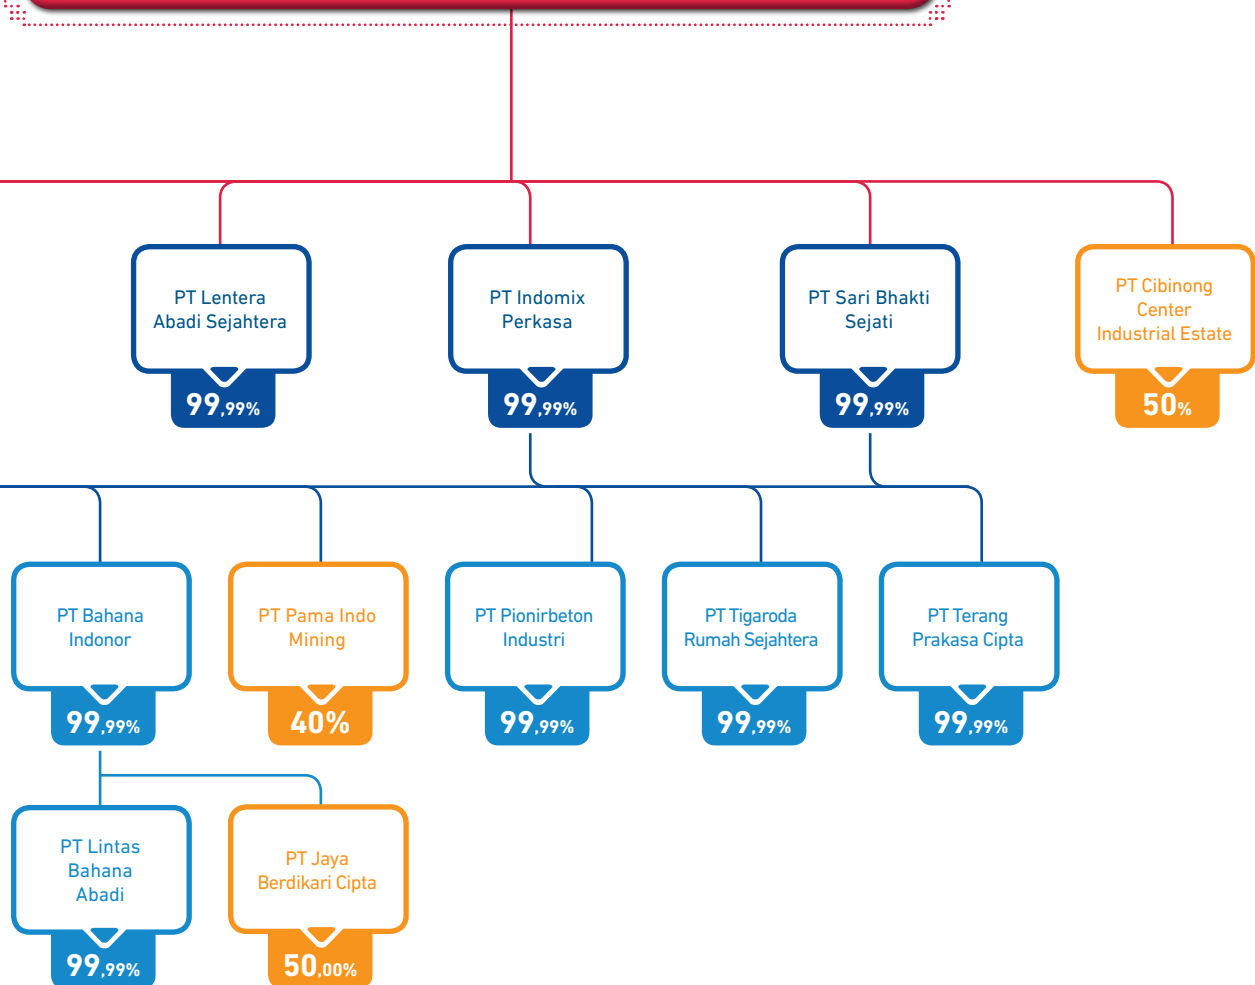 PT Lentera
Abadi Sejahtera
99,99%
PT Indomix
Perkasa
99,99%
PT Sari Bhakti
Sejati
99,99%
PT Cibinong
Center
Industrial Estate
50%
PT Bahana
Indonor
99,99%
PT Pama Indo
Mining
40%
PT Pionirbeton
Industri
99,99%
PT Tigaroda
Rumah Sejahtera
99,99%
PT Terang
Prakasa Cipta
99,99%
PT Lintas
Bahana
Abadi
99,99%
PT Jaya
Berdikari Cipta
50,00%